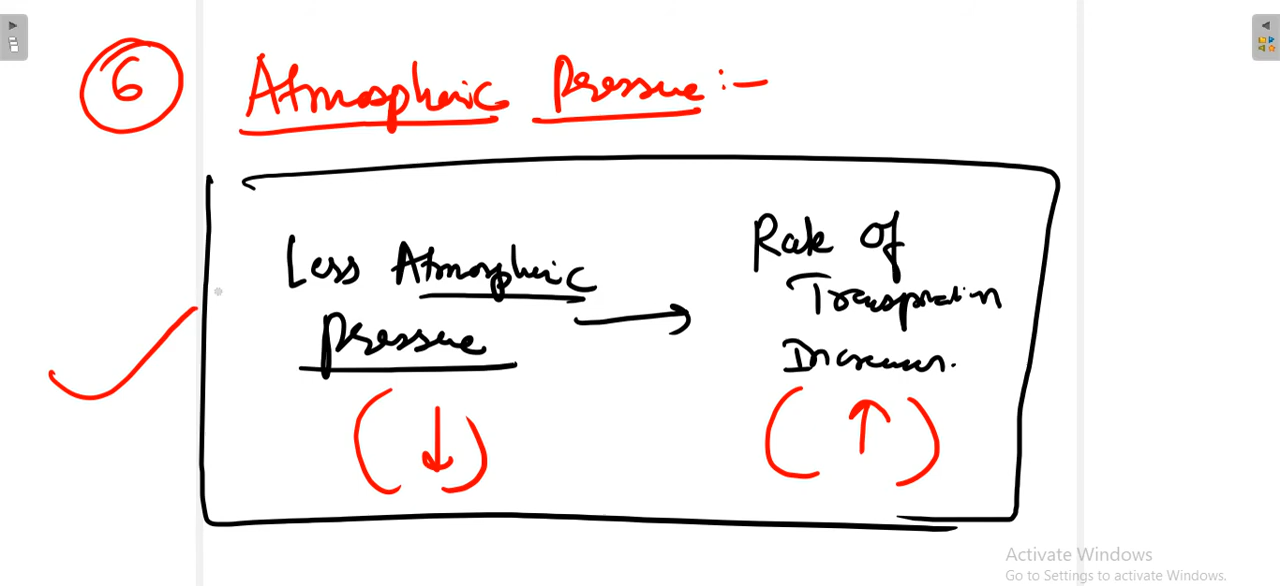 6 Atmospheric Pressure :-
Less Atmospheric
Pressure
→
Rate Of
Transpiration
Increases.
(↓)
(↑)
Activate Windows
Go to Settings to activate Windows.